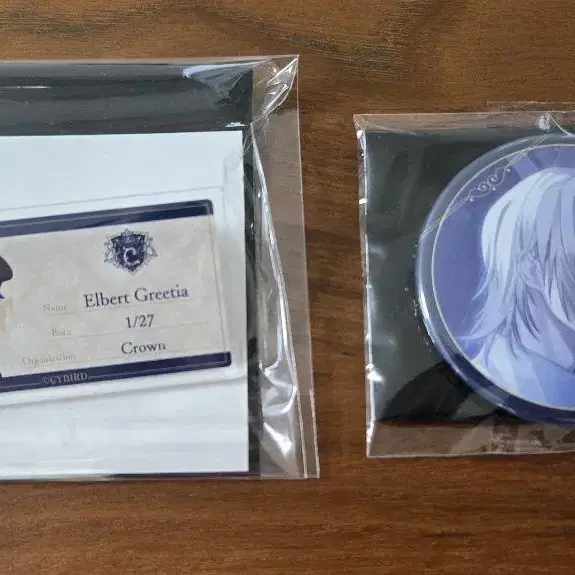 C
Name Elbert Greetia
Born 1/27
Organization Crown
©CYBIRD